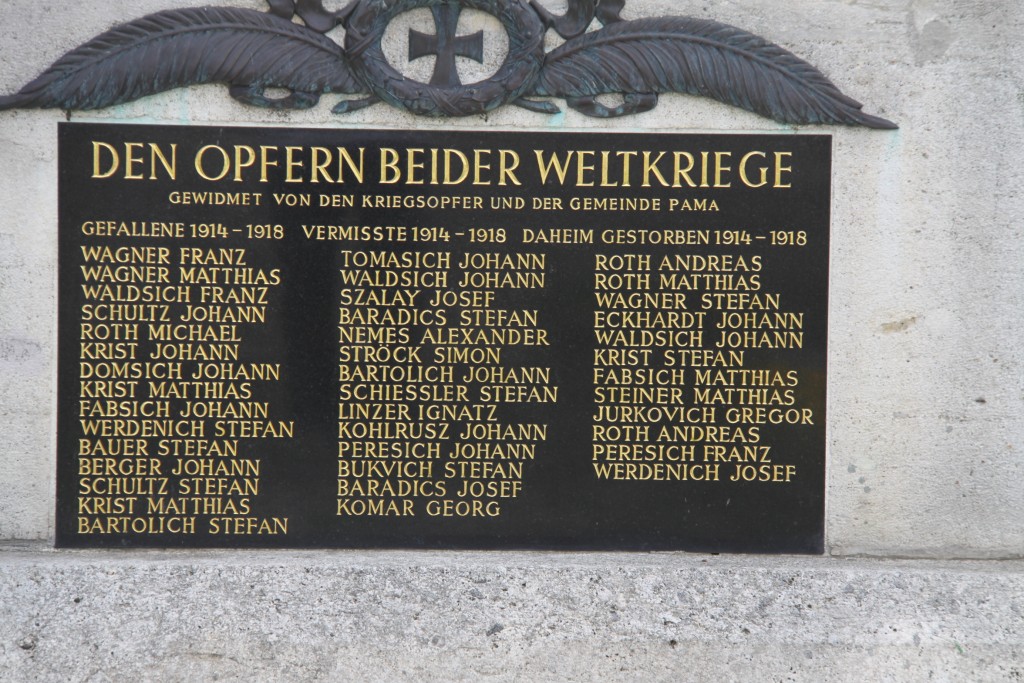 DEN OPFERN BEIDER WELTKRIEGE
GEWIDMET VON DEN KRIEGSOPFER UND DER GEMEINDE PAMA
GEFALLENE 1914 – 1918
WAGNER FRANZ
WAGNER MATTHIAS
WALDSICH FRANZ
SCHULTZ JOHANN
ROTH MICHAEL
KRIST JOHANN
DOMSICH JOHANN
KRIST MATTHIAS
FABSICH JOHANN
WERDENICH STEFAN
BAUER STEFAN
BERGER JOHANN
SCHULTZ STEFAN
KRIST MATTHIAS
BARTOLICH STEFAN
VERMISSTE 1914 – 1918
TOMASICH JOHANN
WALDSICH JOHANN
SZALAY JOSEF
BARADICS STEFAN
NEMES ALEXANDER
STRÖCK SIMON
BARTOLICH JOHANN
SCHIESSLER STEFAN
LINZER IGNATZ
KOHLRUSZ JOHANN
PERESICH JOHANN
BUKVICH STEFAN
BARADICS JOSEF
KOMAR GEORG
DAHEIM GESTORBEN 1914 – 1918
ROTH ANDREAS
ROTH MATTHIAS
WAGNER STEFAN
ECKHARDT JOHANN
WALDSICH JOHANN
KRIST STEFAN
FABSICH MATTHIAS
STEINER MATTHIAS
JURKOVICH GREGOR
ROTH ANDREAS
PERESICH FRANZ
WERDENICH JOSEF